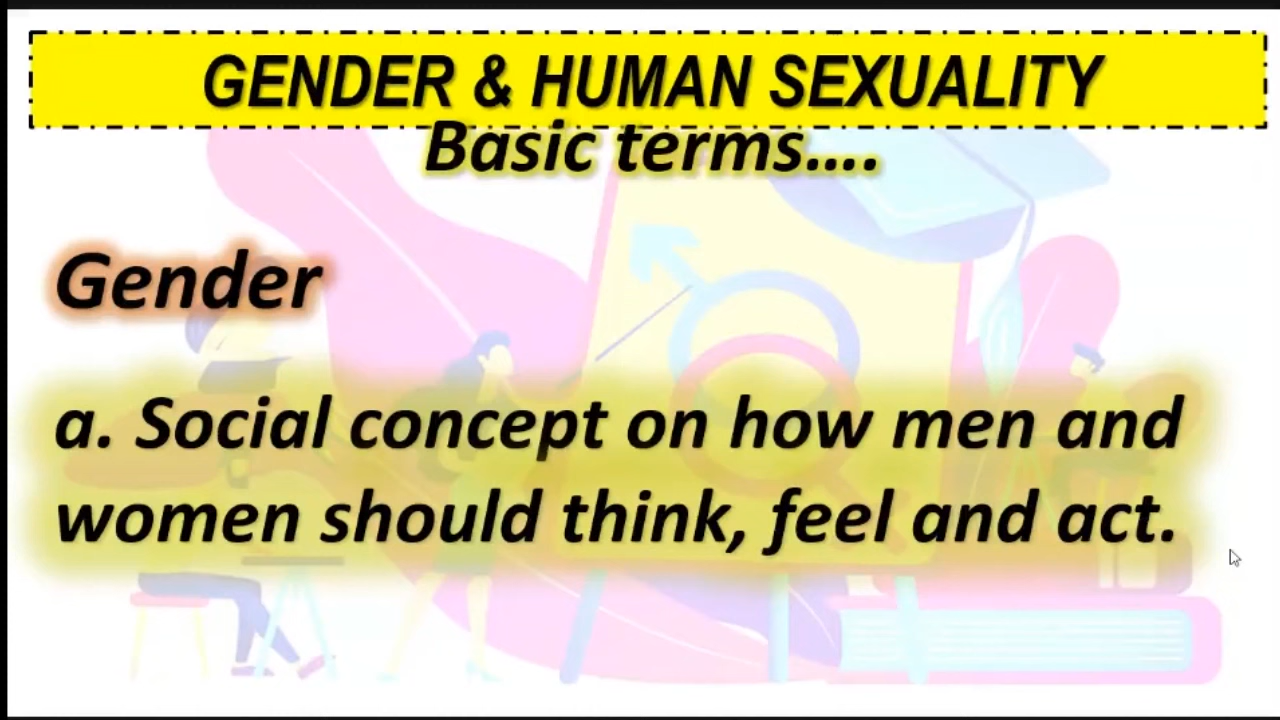 GENDER & HUMAN SEXUALITY
Basic terms....
Gender
a. Social concept on how men and
women should think, feel and act.